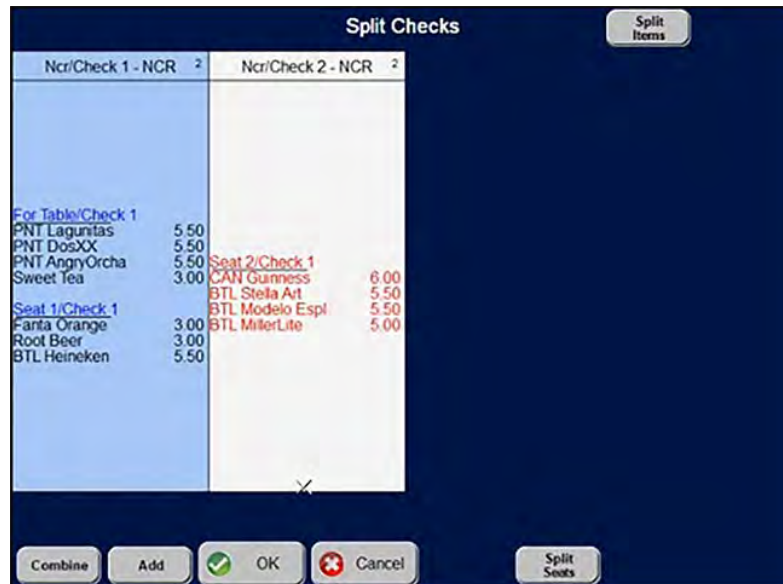 Split Checks
Split Items
Ncr/Check 1 - NCR 2
Ncr/Check 2 - NCR 2
For Table/Check 1
PNT Lagunitas 5.50
PNT DosXX 5.50
PNT AngryOrcha 5.50
Sweet Tea 3.00
Seat 1/Check 1
Fanta Orange 3.00
Root Beer 3.00
BTL Heineken 5.50
Seat 2/Check 1
CAN Guinness 6.00
BTL Stella Art 5.50
BTL Modelo Espl 5.50
BTL MillerLite 5.00
Combine
Add
OK
Cancel
Split Seats